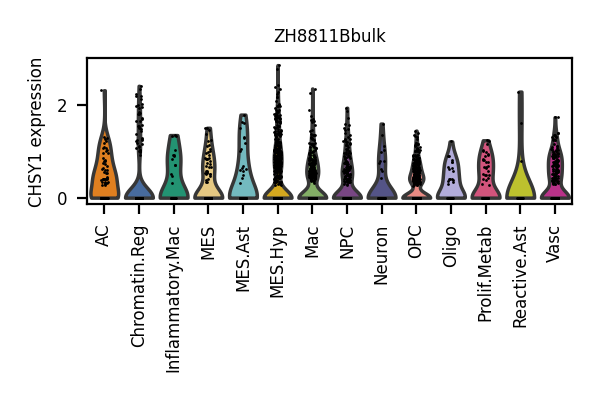 ZH8811Bbulk
CHSY1 expression
2
0
AC
Chromatin.Reg
Inflammatory.Mac
MES
MES.Ast
MES.Hyp
Mac
NPC
Neuron
OPC
Oligo
Prolif.Metab
Reactive.Ast
Vasc